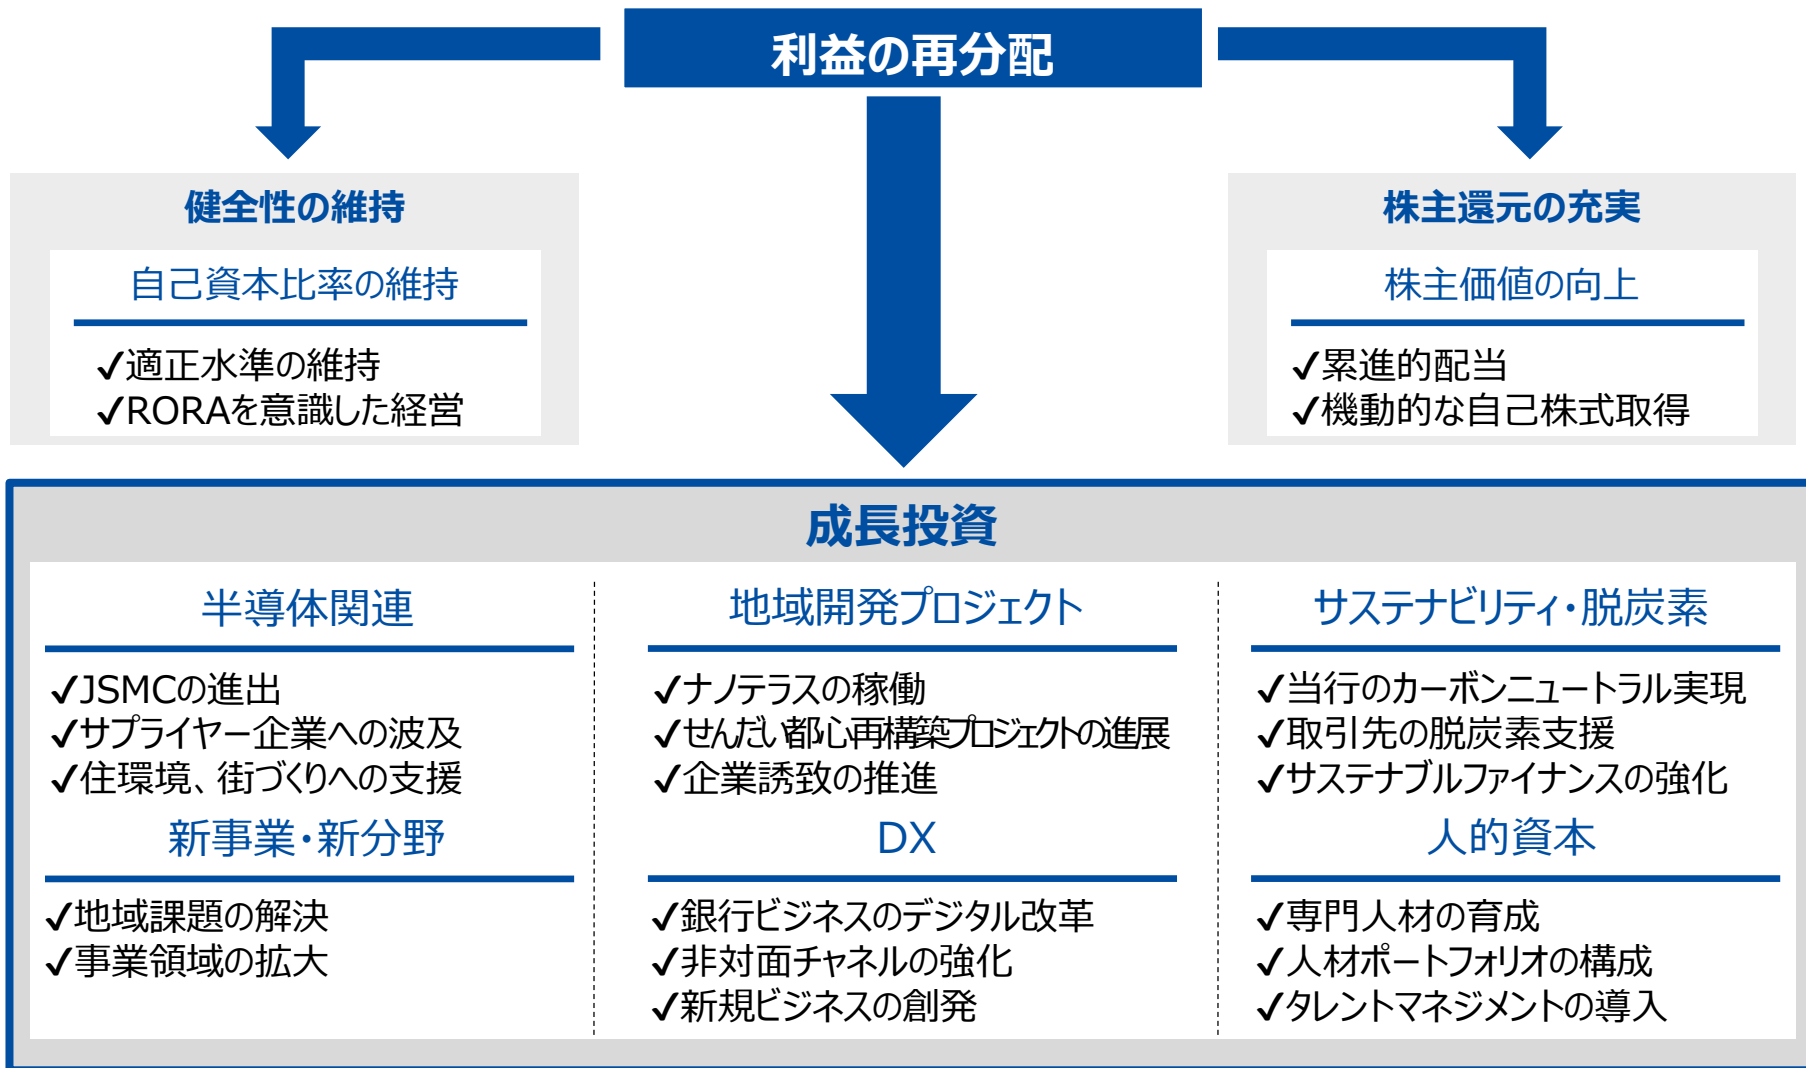 利益の再分配
健全性の維持
自己資本比率の維持
✓適正水準の維持
✓RORAを意識した経営
株主還元の充実
株主価値の向上
✓累進的配当
✓機動的な自己株式取得
成長投資
半導体関連
✓JSMCの進出
✓サプライヤー企業への波及
✓住環境、街づくりへの支援
地域開発プロジェクト
✓ナノテラスの稼働
✓せんだい都心再構築プロジェクトの進展
✓企業誘致の推進
サステナビリティ・脱炭素
✓当行のカーボンニュートラル実現
✓取引先の脱炭素支援
✓サステナブルファイナンスの強化
新事業・新分野
✓地域課題の解決
✓事業領域の拡大
DX
✓銀行ビジネスのデジタル改革
✓非対面チャネルの強化
✓新規ビジネスの創発
人的資本
✓専門人材の育成
✓人材ポートフォリオの構成
✓タレントマネジメントの導入